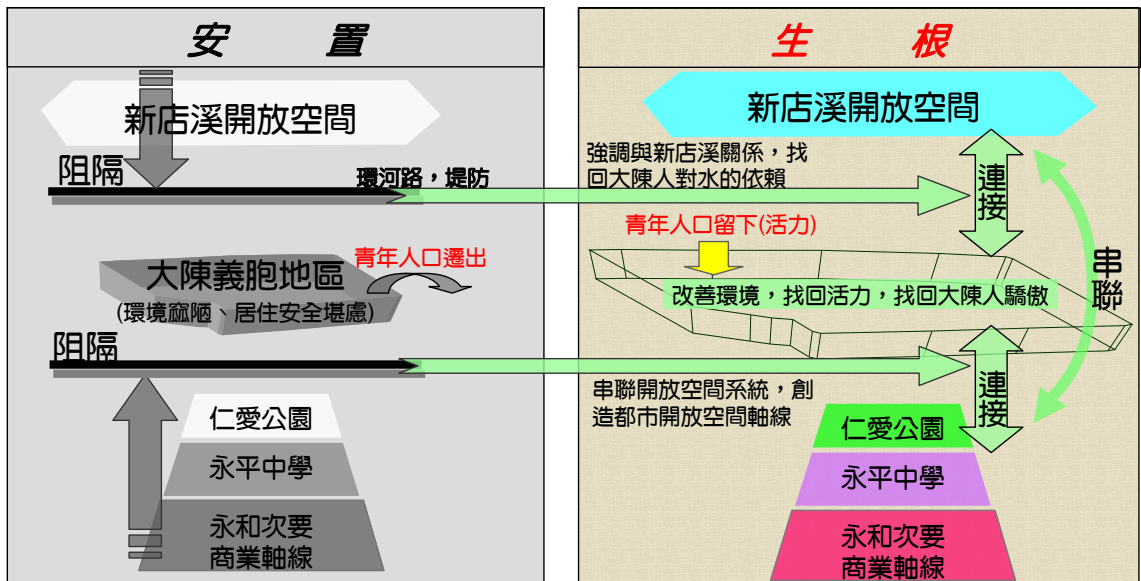 安 置
新店溪開放空間
阻隔
環河路，堤防
青年人口遷出
大陳義胞地區
(環境窳陋、居住安全堪慮)
阻隔
仁愛公園
永平中學
永和次要
商業軸線
生 根
新店溪開放空間
強調與新店溪關係，找
回大陳人對水的依賴
連接
青年人口留下(活力)
改善環境，找回活力，找回大陳人驕傲
串聯
連接
串聯開放空間系統，創
造都市開放空間軸線
仁愛公園
永平中學
永和次要
商業軸線